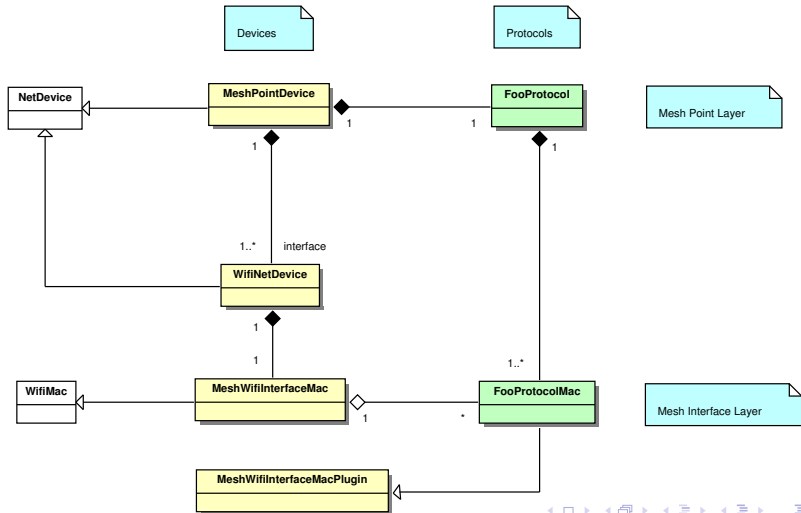 Devices
Protocols
NetDevice
MeshPointDevice
FooProtocol
Mesh Point Layer
1
1
1
1
1..*
interface
WifiNetDevice
1
1
1..*
WifiMac
MeshWifiInterfaceMac
FooProtocolMac
Mesh Interface Layer
1
*
MeshWifiInterfaceMacPlugin